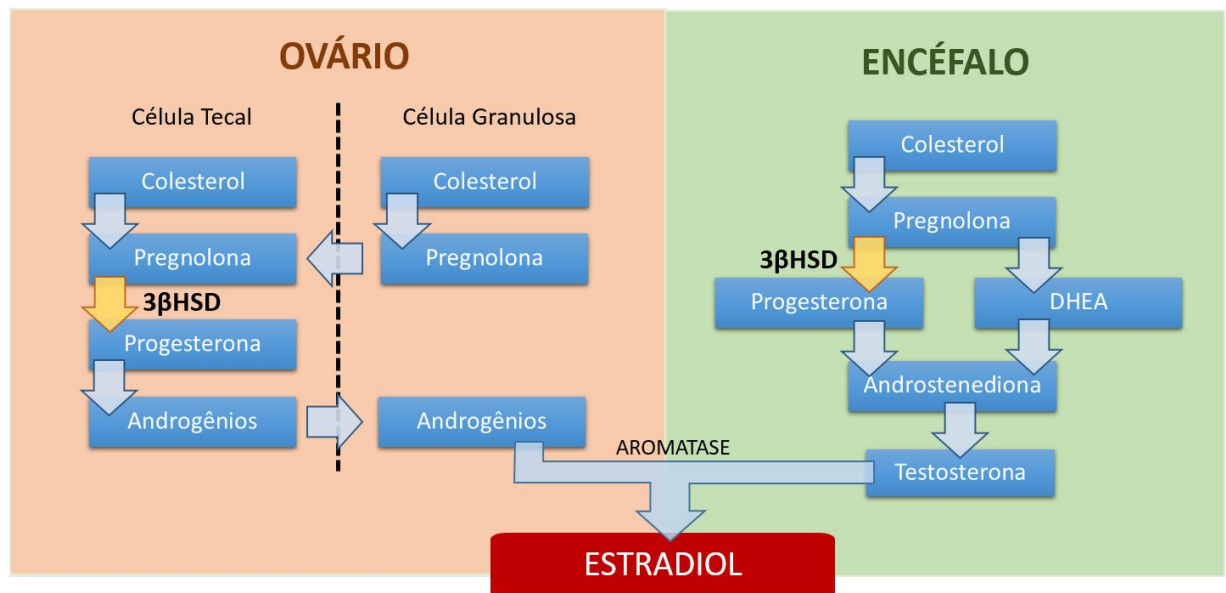 OVÁRIO
Célula Tecal
Célula Granulosa
Colesterol
Colesterol
Pregnolona
Pregnolona
3βHSD
Progesterona
Androgênios
Androgênios
AROMATASE
ENCÉFALO
Colesterol
Pregnolona
3βHSD
Progesterona
DHEA
Androstenediona
Testosterona
ESTRADIOL